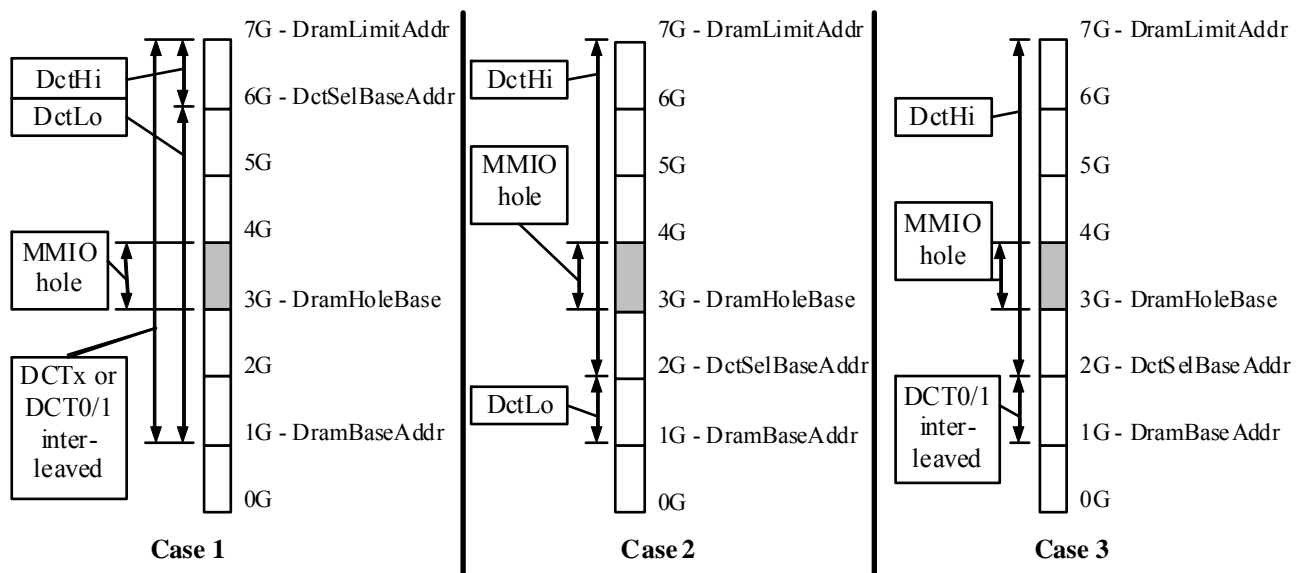 7G - DramLimitAddr
DctHi
6G - DctSelBaseAddr
DctLo
5G
4G
MMIO
hole
3G - DramHoleBase
2G
DCTx or
DCT0/1
inter-
leaved
1G - DramBaseAddr
0G
Case 1
7G - DramLimitAddr
DctHi
6G
5G
MMIO
hole
4G
3G - DramHoleBase
2G - DctSelBaseAddr
DctLo
1G - DramBaseAddr
0G
Case 2
7G - DramLimitAddr
DctHi
6G
5G
4G
MMIO
hole
3G - DramHoleBase
2G - DctSelBaseAddr
DCT0/1
inter-
leaved
1G - DramBaseAddr
0G
Case 3